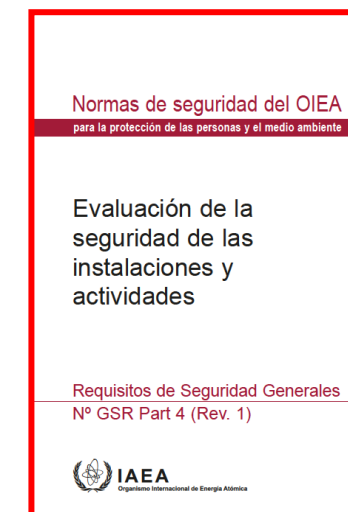 Normas de seguridad del OIEA
para la protección de las personas y el medio ambiente
Evaluación de la
seguridad de las
instalaciones y
actividades
Requisitos de Seguridad Generales
Nº GSR Part 4 (Rev. 1)
IAEA
Organismo Internacional de Energía Atómica